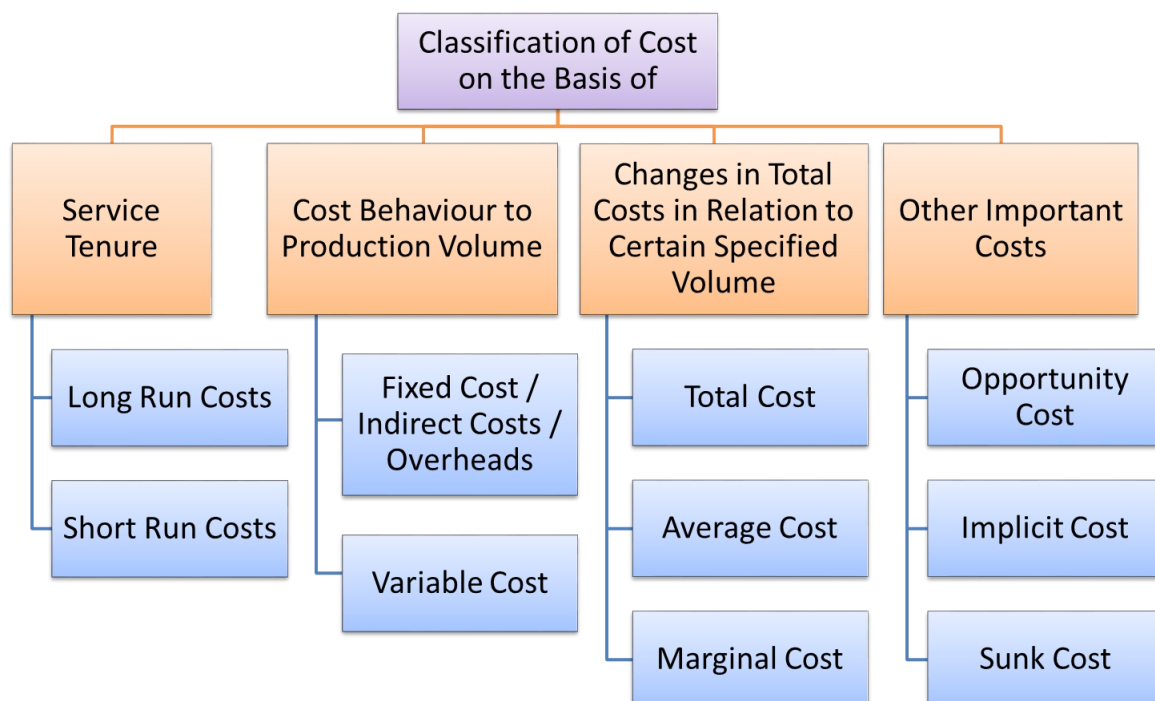 Classification of Cost
on the Basis of
Service
Tenure
Long Run Costs
Short Run Costs
Cost Behaviour to
Production Volume
Fixed Cost /
Indirect Costs /
Overheads
Variable Cost
Changes in Total
Costs in Relation to
Certain Specified
Volume
Total Cost
Average Cost
Marginal Cost
Other Important
Costs
Opportunity
Cost
Implicit Cost
Sunk Cost